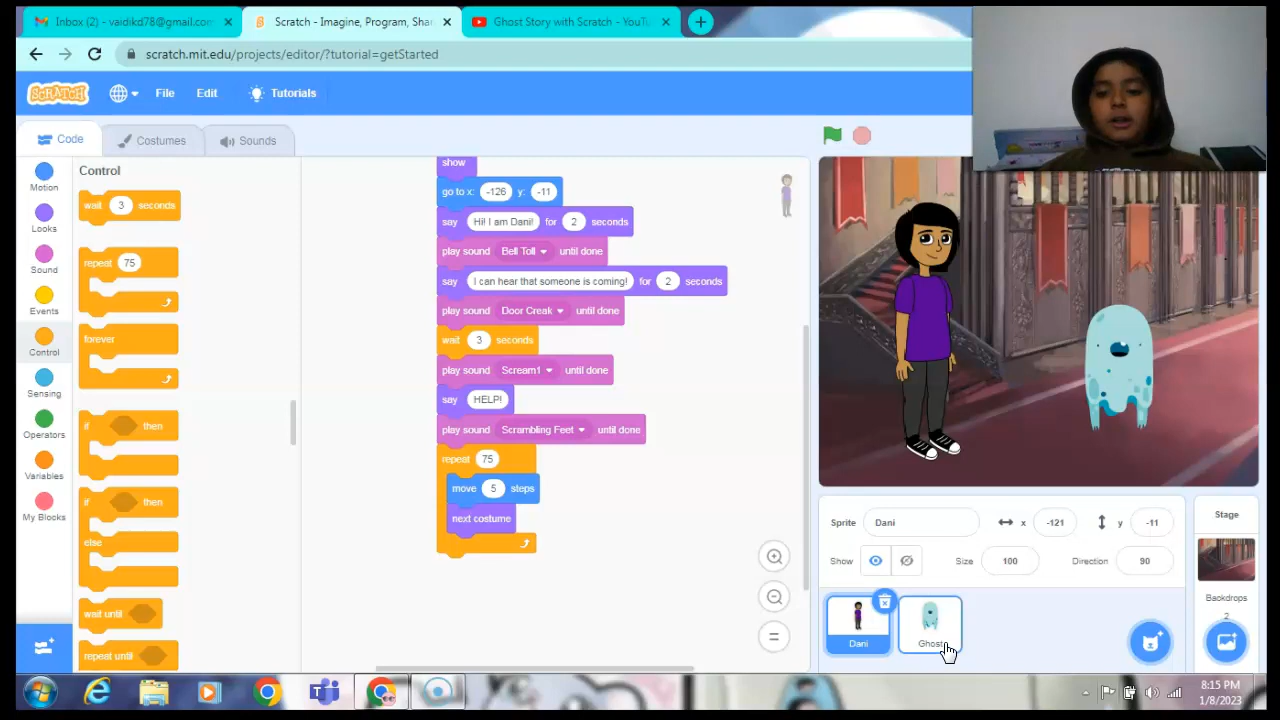 Inbox (2) - vaidikd78@gmail.com
Scratch - Imagine, Program, Shar
Ghost Story with Scratch - YouTu
scratch.mit.edu/projects/editor/?tutorial=getStarted
SCRATCH
File
Edit
Tutorials
Code
Costumes
Sounds
Motion
Looks
Sound
Events
Control
Sensing
Operators
Variables
My Blocks
Control
wait 3 seconds
repeat 75
forever
if then
if then
else
wait until
repeat until
show
go to x: -126 y: -11
say Hi! I am Dani! for 2 seconds
play sound Bell Toll until done
say I can hear that someone is coming! for 2 seconds
play sound Door Creak until done
wait 3 seconds
play sound Scream1 until done
say HELP!
play sound Scrambling Feet until done
repeat 75
move 5 steps
next costume
Sprite Dani x -121 y -11
Show Size 100 Direction 90
Dani
Ghost
Stage
Backdrops
2
8:15 PM
1/8/2023